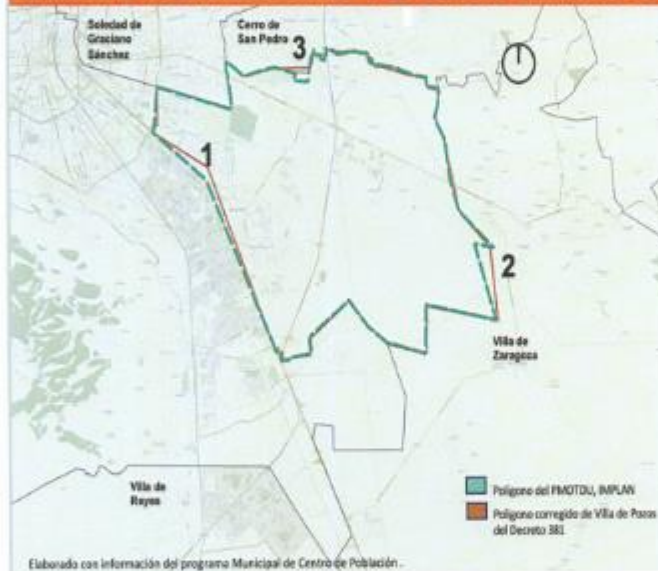 Soledad de
Graciano
Sánchez
Cerro de
San Pedro
3
1
2
Villa de
Zaragoza
Villa de
Reyes
Polígono del PMOTDU, IMPLAN
Polígono corregido de Villa de Pozos
del Decreto 381
Elaborado con información del programa Municipal de Centro de Población.